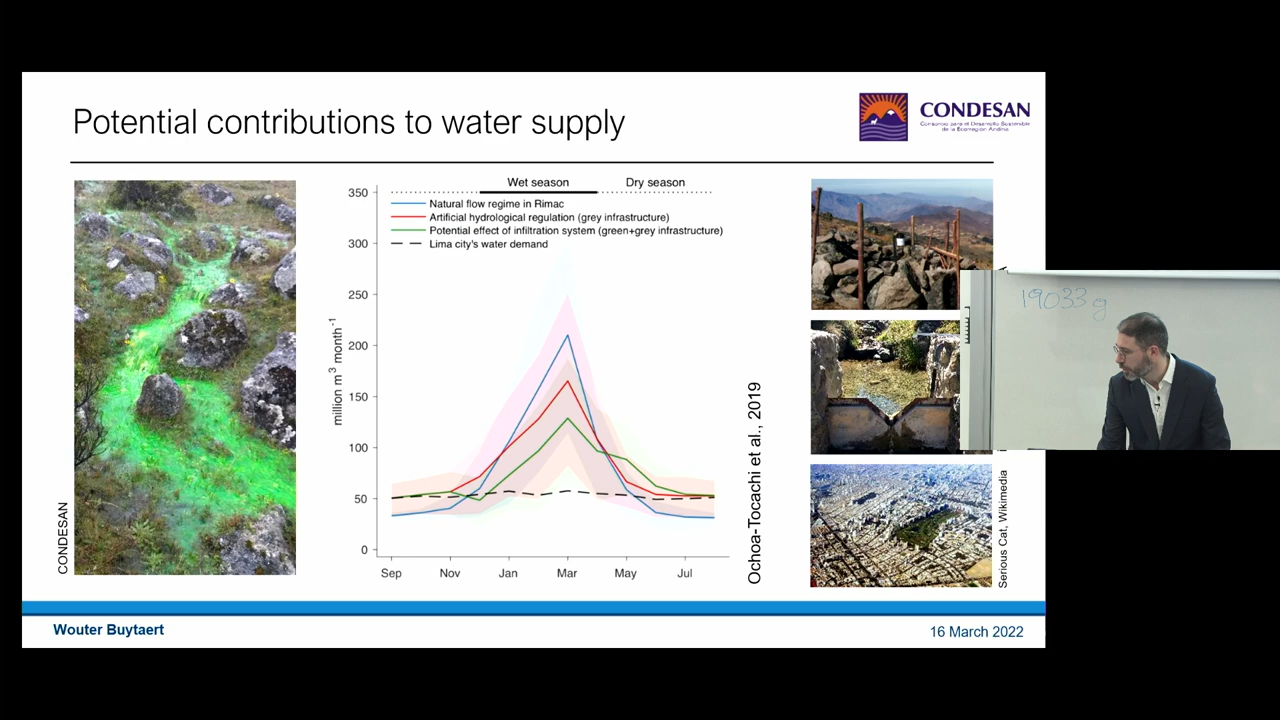 Potential contributions to water supply
CONDESAN
Consorcio para el Desarrollo Sostenible
de la Ecorregión Andina
Wet season
Dry season
Natural flow regime in Rimac
Artificial hydrological regulation (grey infrastructure)
Potential effect of infiltration system (green+grey infrastructure)
Lima city's water demand
350
300
250
200
150
100
50
0
million m3 month-1
Sep Nov Jan Mar May Jul
CONDESAN
Ochoa-Tocachi et al., 2019
Serious Cat, Wikimedia
19033 g
Wouter Buytaert
16 March 2022